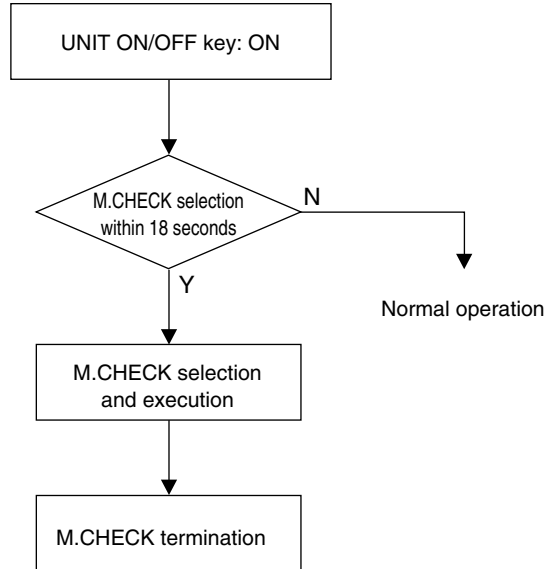 UNIT ON/OFF key: ON
M.CHECK selection
within 18 seconds
N
Y
Normal operation
M.CHECK selection
and execution
M.CHECK termination